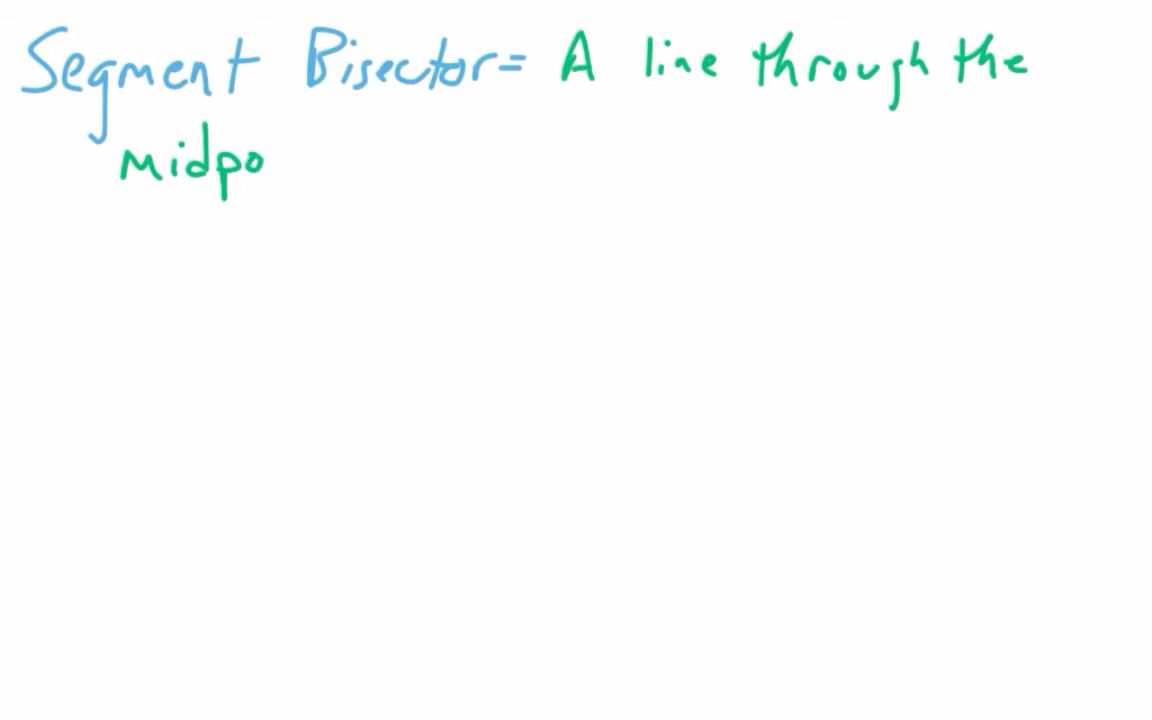 Segment Bisector= A line through the
midpo